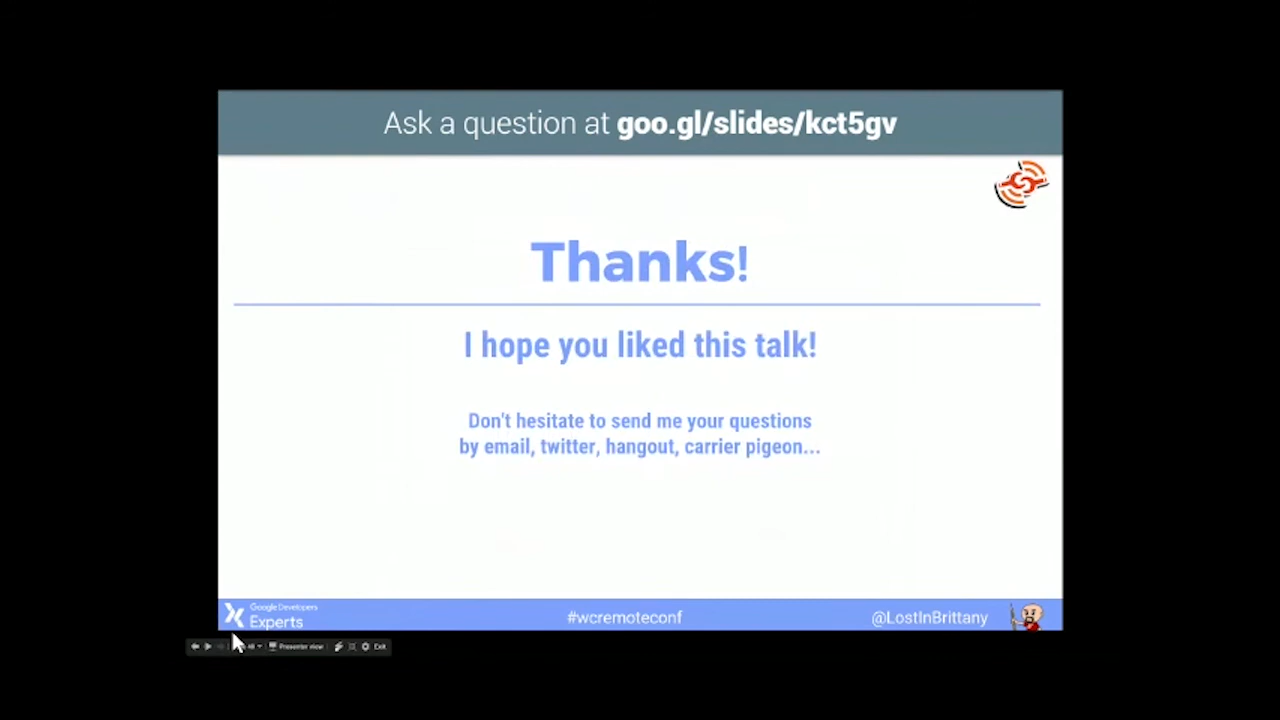 Ask a question at goo.gl/slides/kct5gv
Thanks!
I hope you liked this talk!
Don't hesitate to send me your questions
by email, twitter, hangout, carrier pigeon...
Google Developers
Experts
#wcremoteconf
@LostInBrittany
Presenter view
Exit